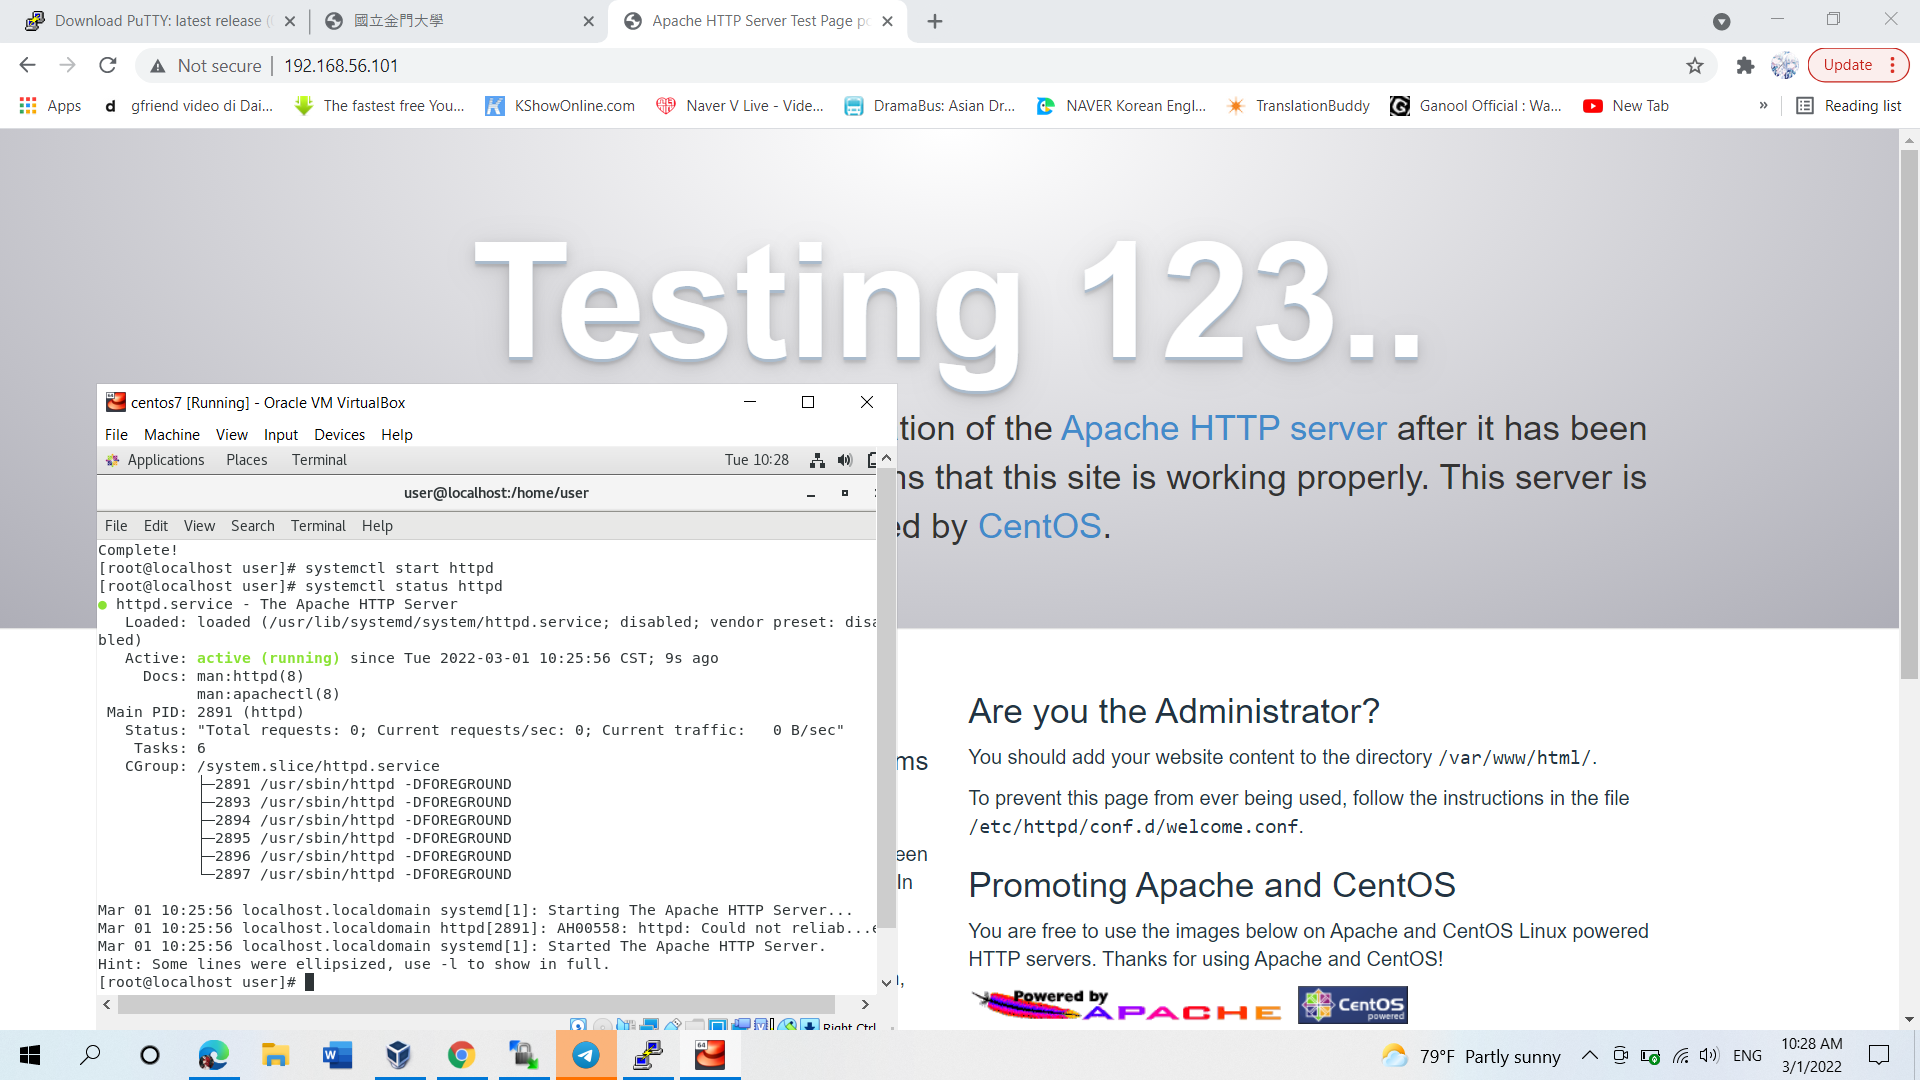 Download PuTTY: latest release (
國立金門大學
Apache HTTP Server Test Page po
Not secure
192.168.56.101
Update
Apps
gfriend video di Dai...
The fastest free You...
KShowOnline.com
Naver V Live - Vide...
DramaBus: Asian Dr...
NAVER Korean Engl...
TranslationBuddy
Ganool Official : Wa...
New Tab
»
Reading list
Testing 123..
tion of the Apache HTTP server after it has been
ns that this site is working properly. This server is
ed by CentOS.
centos7 [Running] - Oracle VM VirtualBox
File Machine View Input Devices Help
Applications Places Terminal Tue 10:28
user@localhost:/home/user
File Edit View Search Terminal Help
Complete!
[root@localhost user]# systemctl start httpd
[root@localhost user]# systemctl status httpd
● httpd.service - The Apache HTTP Server
Loaded: loaded (/usr/lib/systemd/system/httpd.service; disabled; vendor preset: disa
bled)
Active: active (running) since Tue 2022-03-01 10:25:56 CST; 9s ago
Docs: man:httpd(8)
man:apachectl(8)
Main PID: 2891 (httpd)
Status: "Total requests: 0; Current requests/sec: 0; Current traffic:   0 B/sec"
Tasks: 6
CGroup: /system.slice/httpd.service
├─2891 /usr/sbin/httpd -DFOREGROUND
├─2893 /usr/sbin/httpd -DFOREGROUND
├─2894 /usr/sbin/httpd -DFOREGROUND
├─2895 /usr/sbin/httpd -DFOREGROUND
├─2896 /usr/sbin/httpd -DFOREGROUND
└─2897 /usr/sbin/httpd -DFOREGROUND
Mar 01 10:25:56 localhost.localdomain systemd[1]: Starting The Apache HTTP Server...
Mar 01 10:25:56 localhost.localdomain httpd[2891]: AH00558: httpd: Could not reliab...e
Mar 01 10:25:56 localhost.localdomain systemd[1]: Started The Apache HTTP Server.
Hint: Some lines were ellipsized, use -l to show in full.
[root@localhost user]#
Right Ctrl
ms
een
In
Are you the Administrator?
You should add your website content to the directory /var/www/html/.
To prevent this page from ever being used, follow the instructions in the file
/etc/httpd/conf.d/welcome.conf.
Promoting Apache and CentOS
You are free to use the images below on Apache and CentOS Linux powered
HTTP servers. Thanks for using Apache and CentOS!
Powered by
APACHE
CentOS
powered
79°F Partly sunny
ENG
10:28 AM
3/1/2022